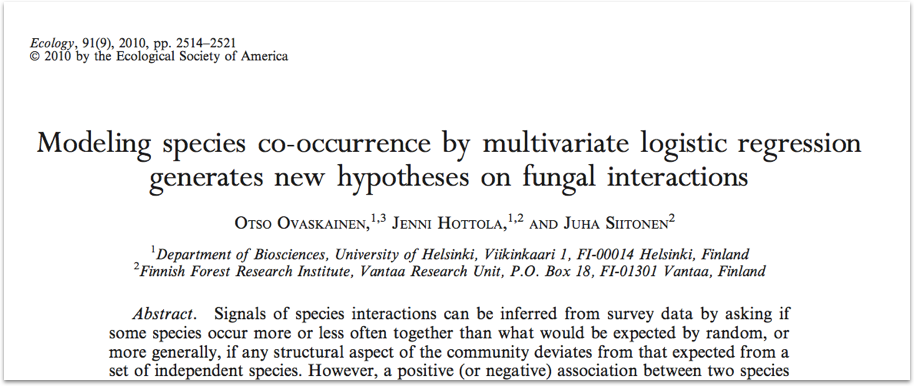 Ecology, 91(9), 2010, pp. 2514–2521
© 2010 by the Ecological Society of America
Modeling species co-occurrence by multivariate logistic regression
generates new hypotheses on fungal interactions
Otso Ovaskainen,1,3 Jenni Hottola,1,2 and Juha Siitonen2
1Department of Biosciences, University of Helsinki, Viikinkaari 1, FI-00014 Helsinki, Finland
2Finnish Forest Research Institute, Vantaa Research Unit, P.O. Box 18, FI-01301 Vantaa, Finland
Abstract. Signals of species interactions can be inferred from survey data by asking if
some species occur more or less often together than what would be expected by random, or
more generally, if any structural aspect of the community deviates from that expected from a
set of independent species. However, a positive (or negative) association between two species